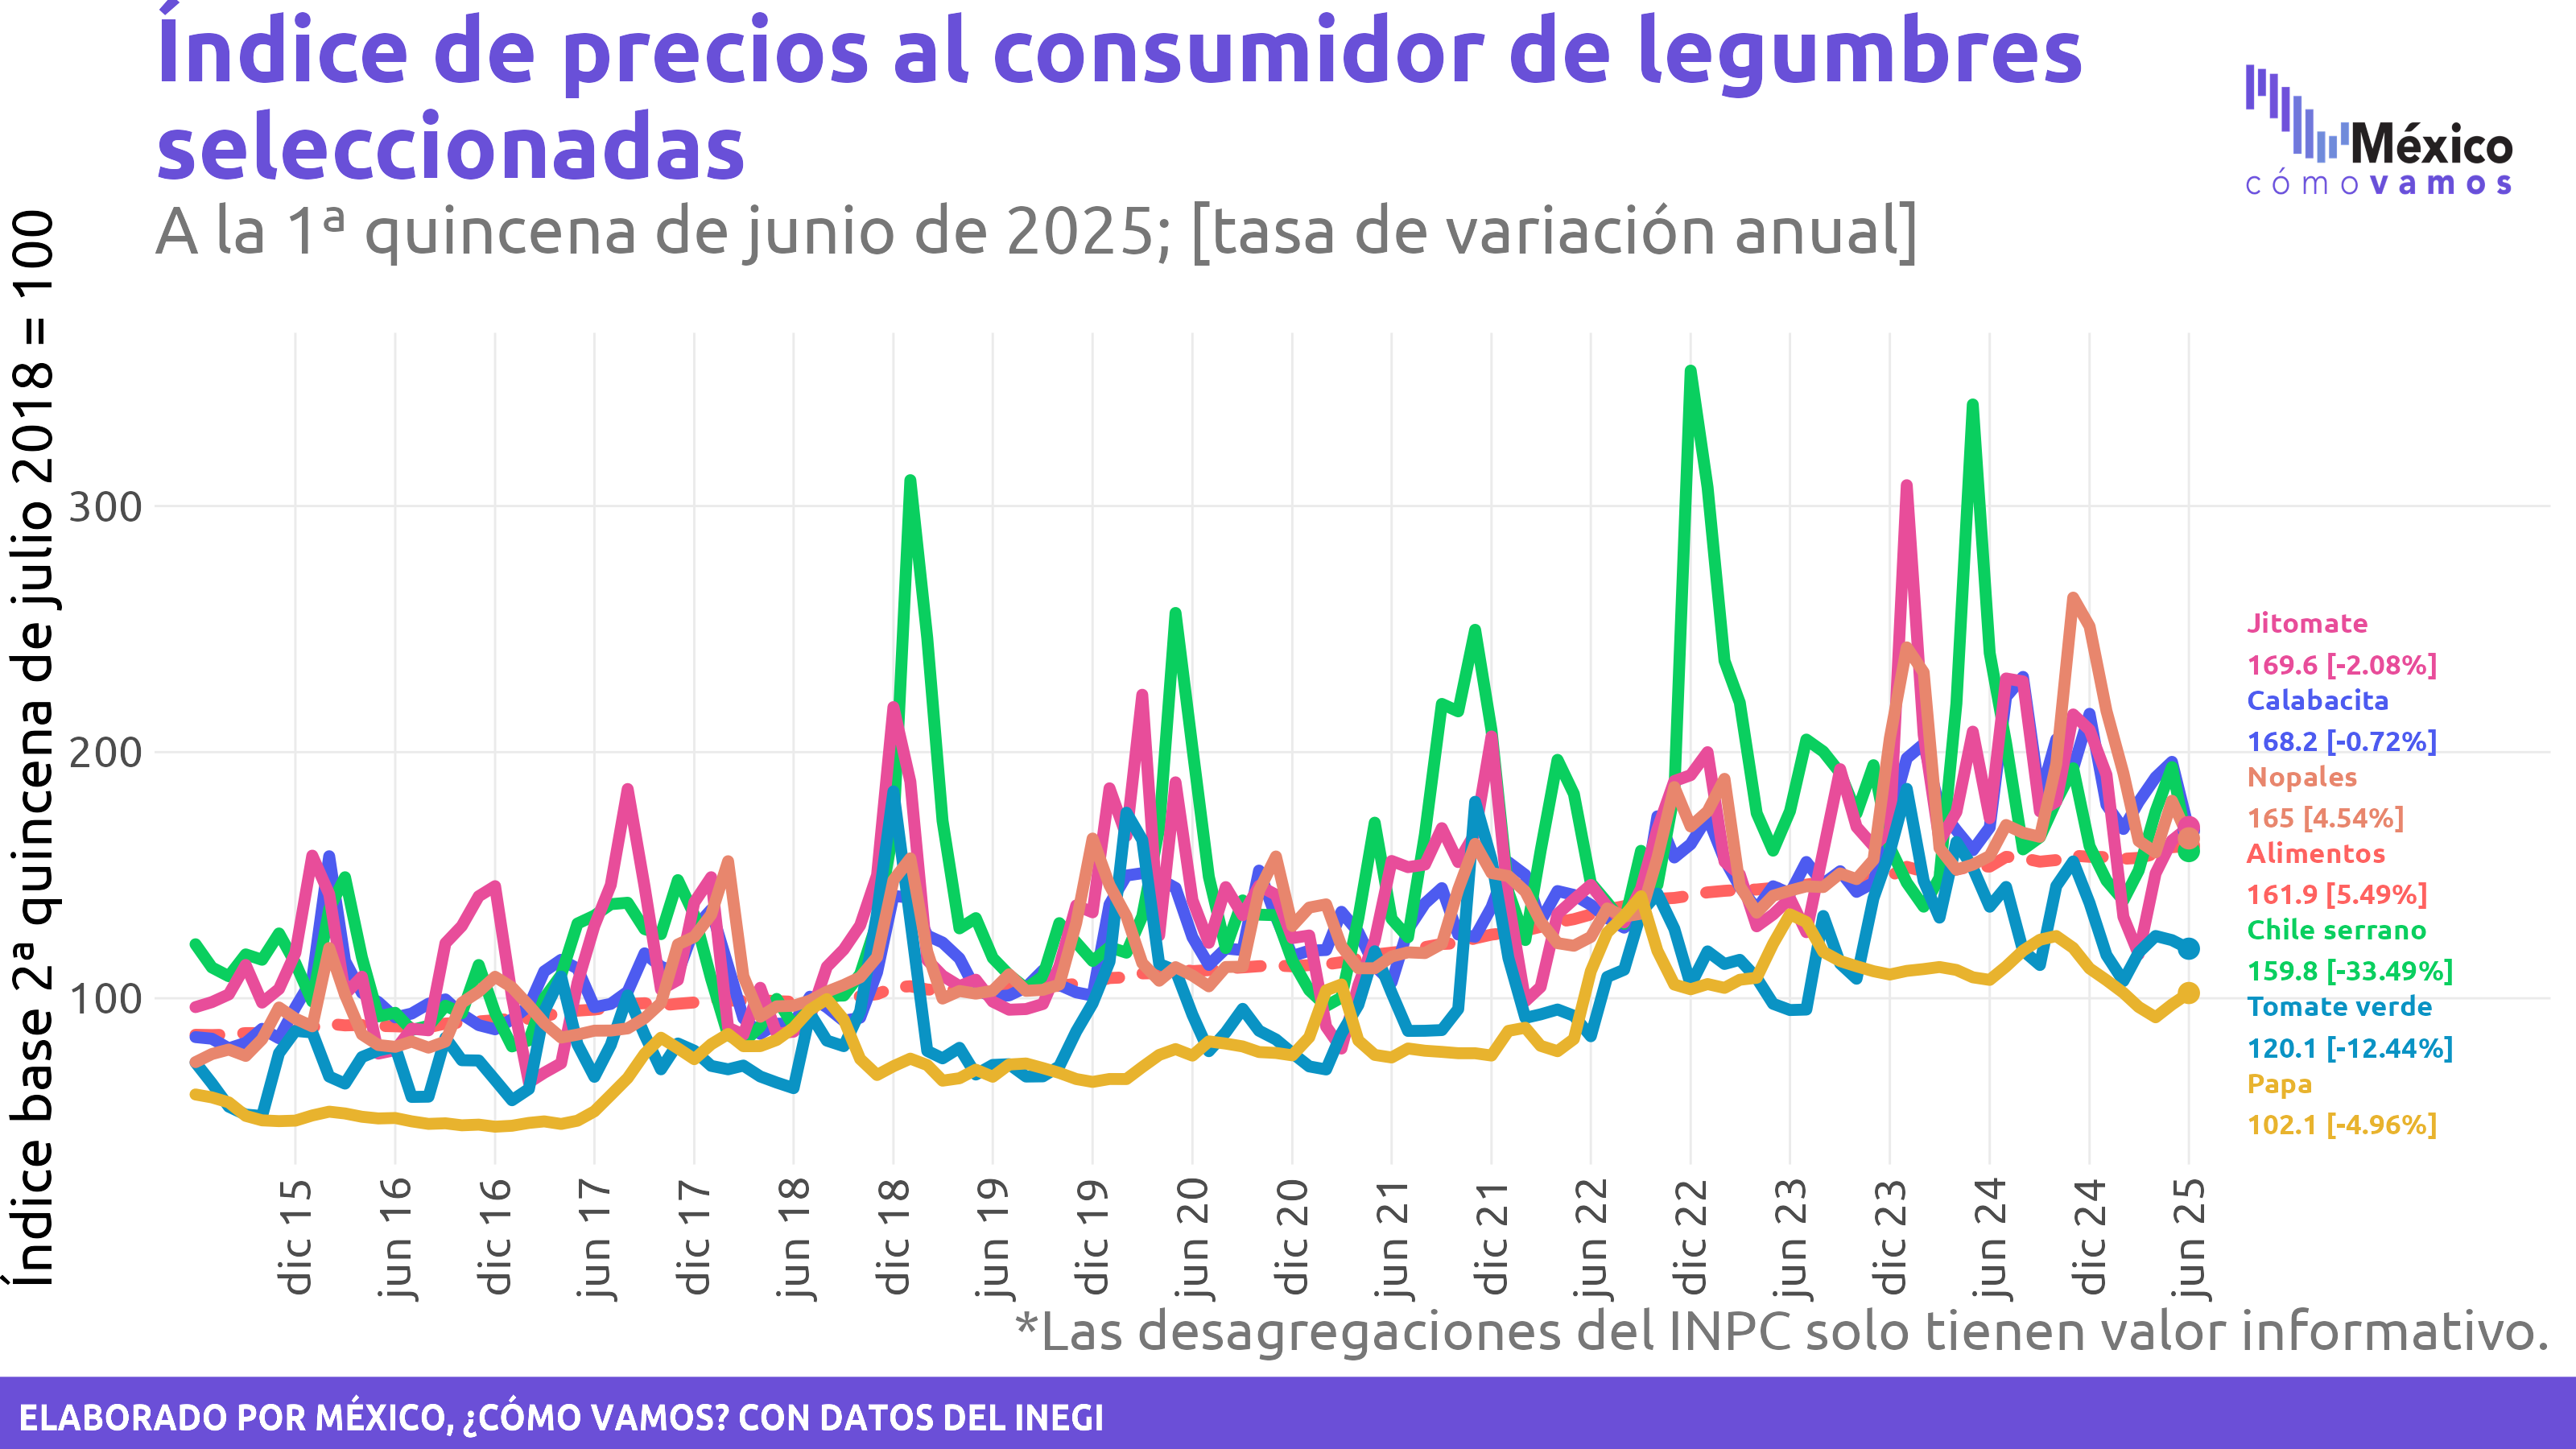 Índice de precios al consumidor de legumbres
seleccionadas
A la 1ª quincena de junio de 2025; [tasa de variación anual]
México
cómo vamos
Índice base 2ª quincena de julio 2018 = 100
300
200
100
Jitomate
169.6 [-2.08%]
Calabacita
168.2 [-0.72%]
Nopales
165 [4.54%]
Alimentos
161.9 [5.49%]
Chile serrano
159.8 [-33.49%]
Tomate verde
120.1 [-12.44%]
Papa
102.1 [-4.96%]
dic 15
jun 16
dic 16
jun 17
dic 17
jun 18
dic 18
jun 19
dic 19
jun 20
dic 20
jun 21
dic 21
jun 22
dic 22
jun 23
dic 23
jun 24
dic 24
jun 25
*Las desagregaciones del INPC solo tienen valor informativo.
ELABORADO POR MÉXICO, ¿CÓMO VAMOS? CON DATOS DEL INEGI